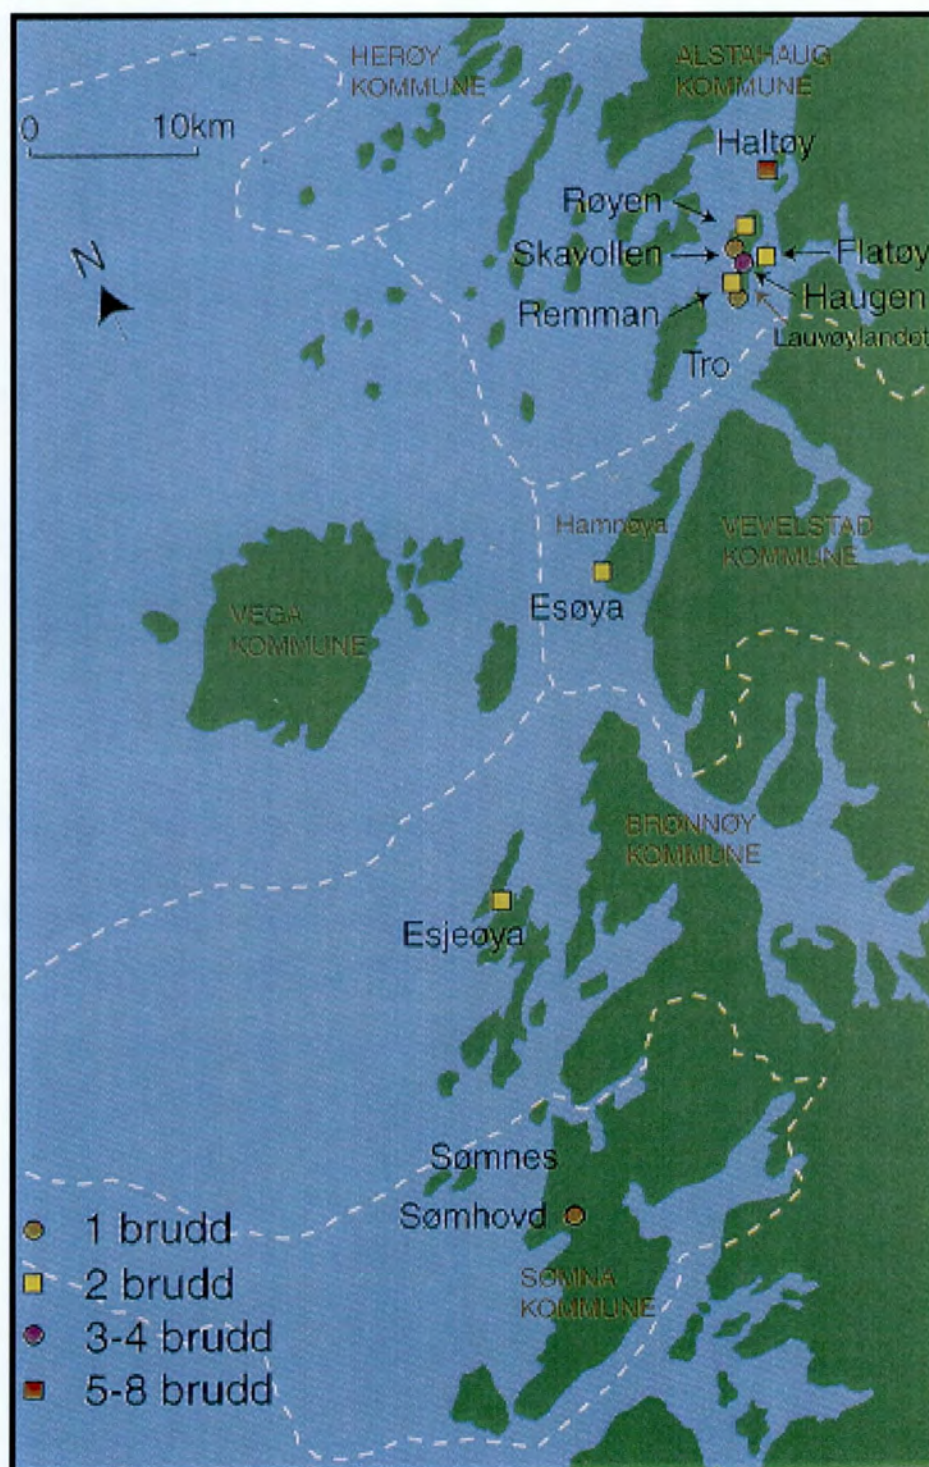 HERØY
KOMMUNE
ALSTAHAUG
KOMMUNE
0 10km
N
Haltøy
Røyen
Skavollen
Flatøy
Haugen
Remman
Lauvøylandet
Tro
Hamnøya
VEVELSTAD
KOMMUNE
Esøya
VEGA
KOMMUNE
BRØNNØY
KOMMUNE
Esjeøya
Sømnes
Sømhovd
SØMNA
KOMMUNE
1 brudd
2 brudd
3-4 brudd
5-8 brudd